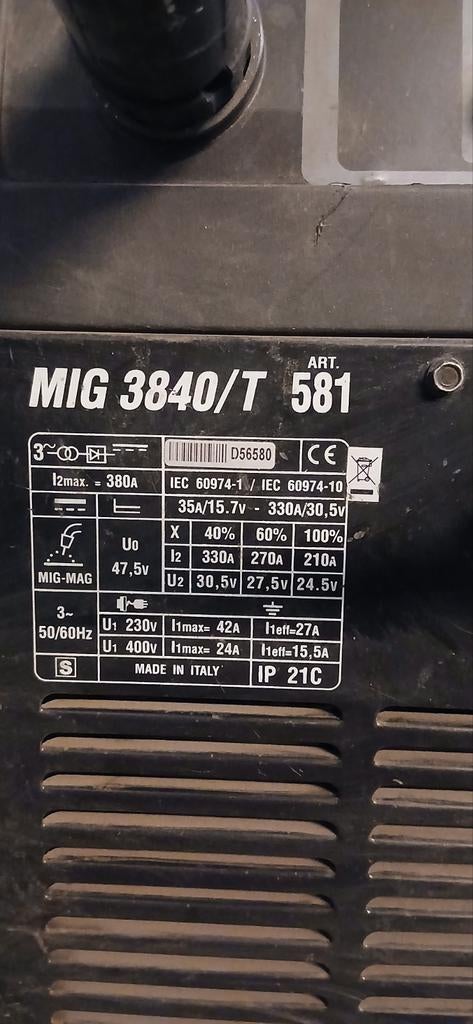 ART.
MIG 3840/T 581
3~ D56580 CE
I2max. = 380A IEC 60974-1 / IEC 60974-10
35A/15.7v - 330A/30,5v
X 40% 60% 100%
U0 I2 330A 270A 210A
MIG-MAG 47,5v U2 30,5v 27,5v 24.5v
3~
50/60Hz U1 230v I1max= 42A I1eff=27A
U1 400v I1max= 24A I1eff=15,5A
S MADE IN ITALY IP 21C